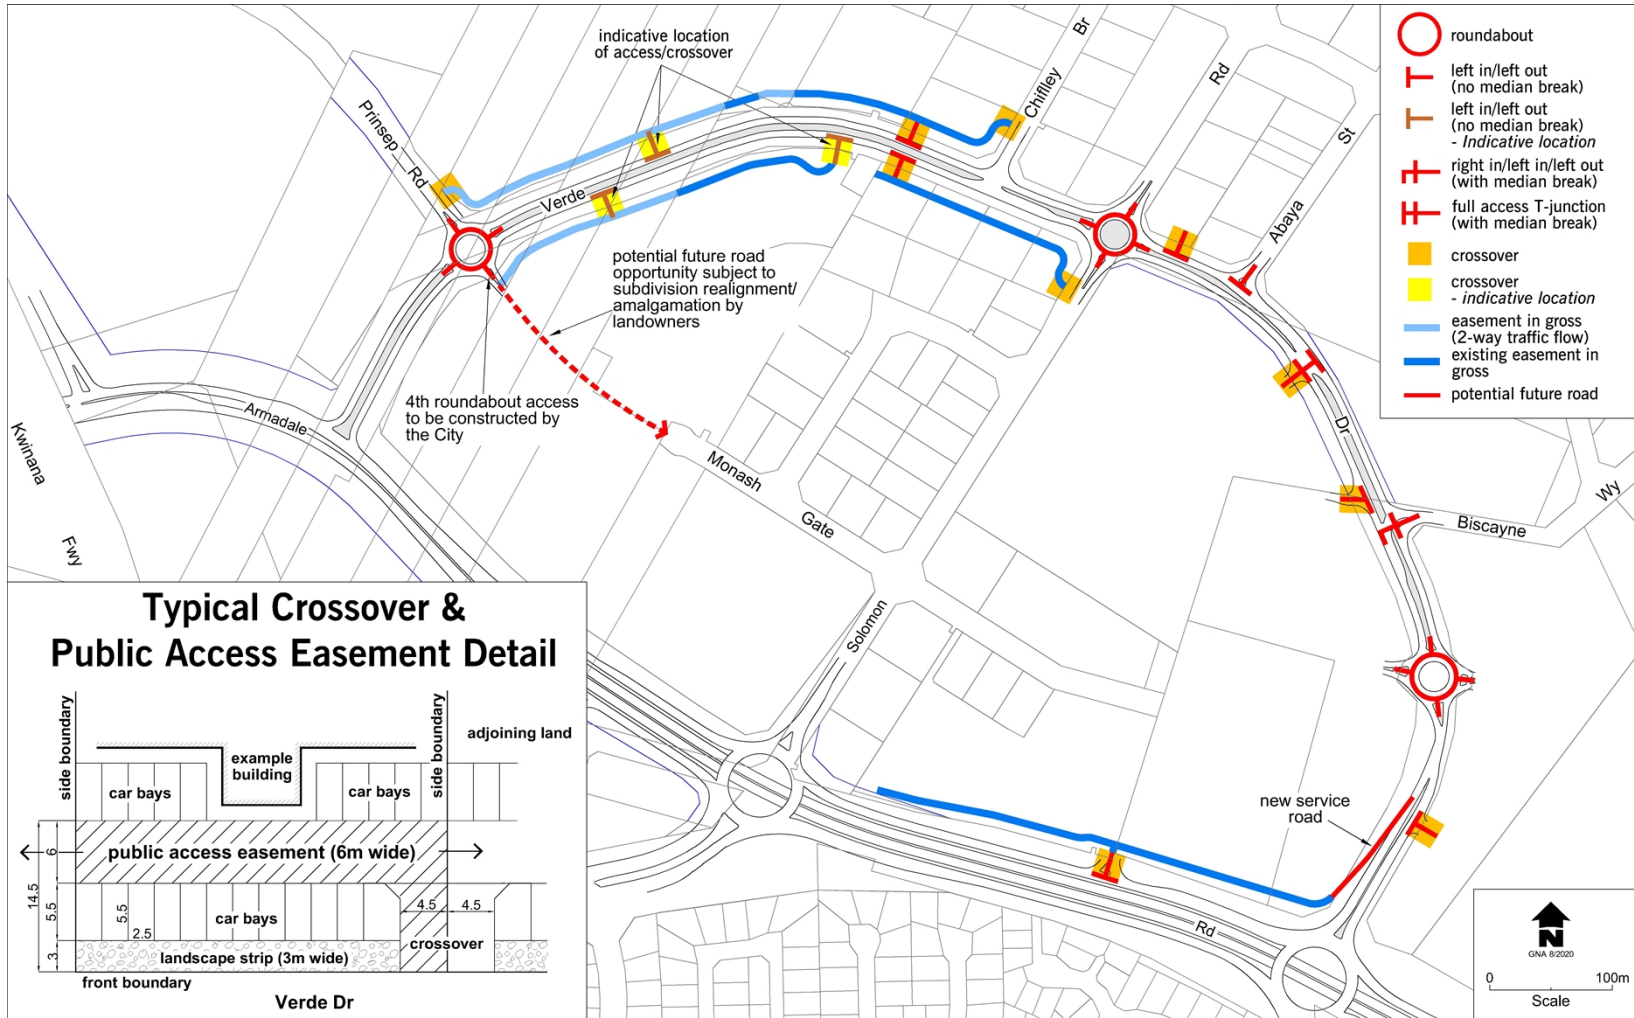 indicative location
of access/crossover
Prinsep Rd
Verde
Chiflley
Br
Rd
Abaya
St
potential future road
opportunity subject to
subdivision realignment/
amalgamation by
landowners
4th roundabout access
to be constructed by
the City
Armadale
Kwinana
Fwy
Monash
Gate
Solomon
Dr
Biscayne
Wy
new service
road
Rd
roundabout
left in/left out
(no median break)
left in/left out
(no median break)
- Indicative location
right in/left in/left out
(with median break)
full access T-junction
(with median break)
crossover
crossover
- indicative location
easement in gross
(2-way traffic flow)
existing easement in
gross
potential future road
Typical Crossover &
Public Access Easement Detail
side boundary
side boundary
adjoining land
example
building
car bays
car bays
public access easement (6m wide)
14.5
6
5.5
3
5.5
2.5
car bays
4.5
4.5
crossover
landscape strip (3m wide)
front boundary
Verde Dr
N
GNA 8/2020
0
100m
Scale